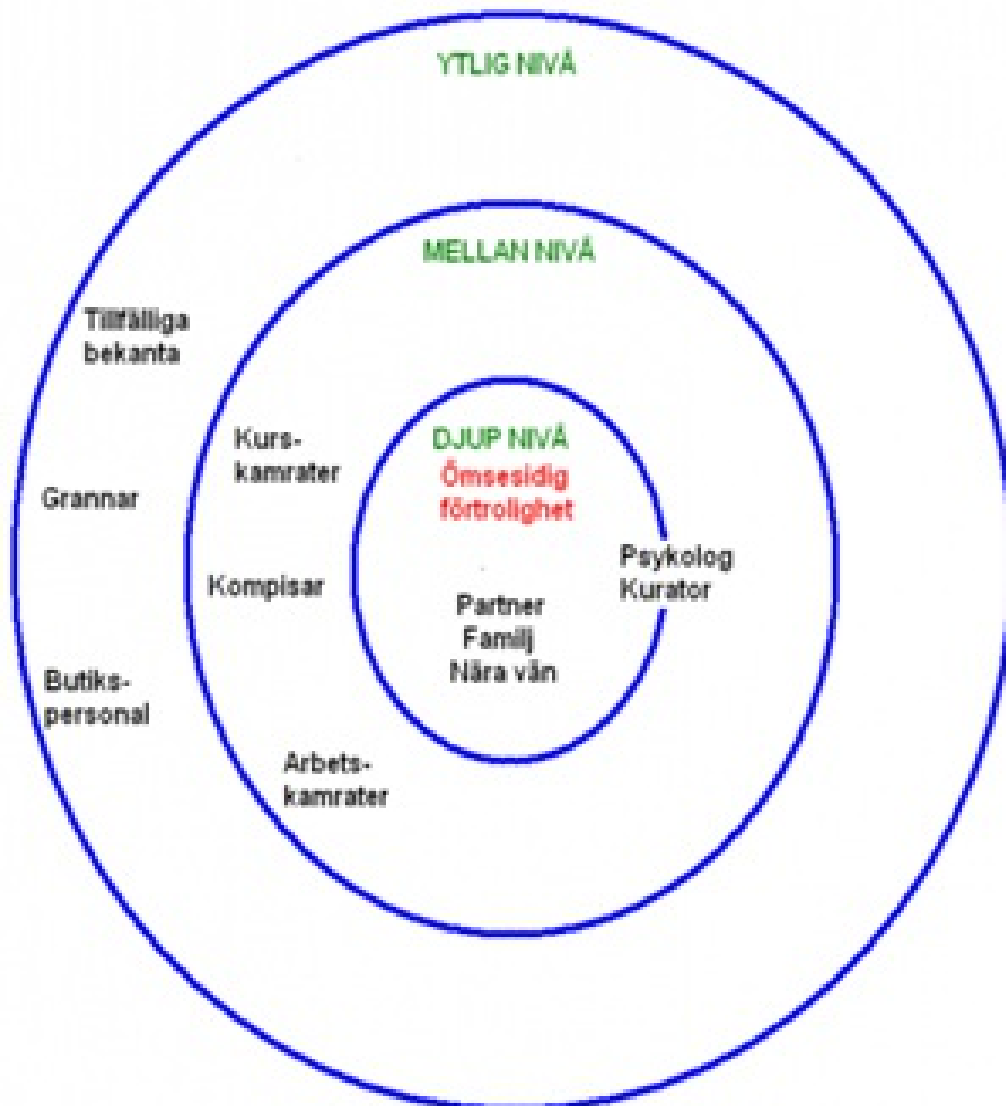 YTLIG NIVÅ
MELLAN NIVÅ
Tillfälliga
bekanta
Kurs-
kamrater
DJUP NIVÅ
Ömsesidig
förtrolighet
Grannar
Psykolog
Kurator
Kompisar
Partner
Familj
Nära vän
Butiks-
personal
Arbets-
kamrater